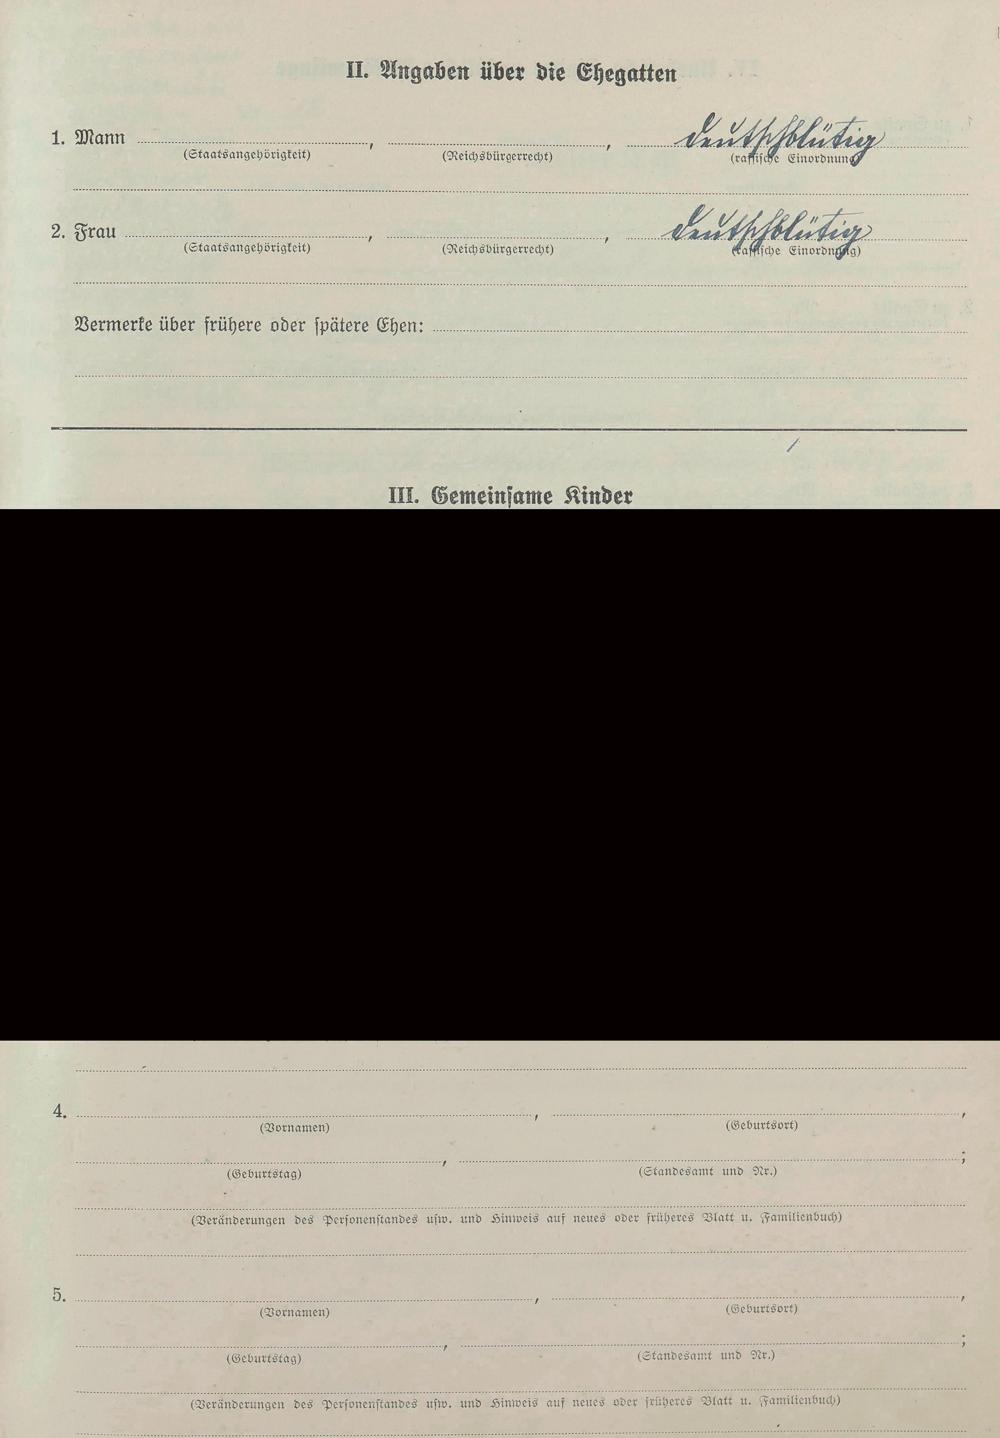 II. Angaben über die Ehegatten
1. Mann , , deutschblütig
(Staatsangehörigkeit) (Reichsbürgerrecht) (rassische Einordnung)
2. Frau , , deutschblütig
(Staatsangehörigkeit) (Reichsbürgerrecht) (rassische Einordnung)
Vermerke über frühere oder spätere Ehen:
III. Gemeinsame Kinder
4. , ,
(Vornamen) (Geburtsort)
, ;
(Geburtstag) (Standesamt und Nr.)
(Veränderungen des Personenstandes usw. und Hinweis auf neues oder früheres Blatt u. Familienbuch)
5. , ,
(Vornamen) (Geburtsort)
, ;
(Geburtstag) (Standesamt und Nr.)
(Veränderungen des Personenstandes usw. und Hinweis auf neues oder früheres Blatt u. Familienbuch)